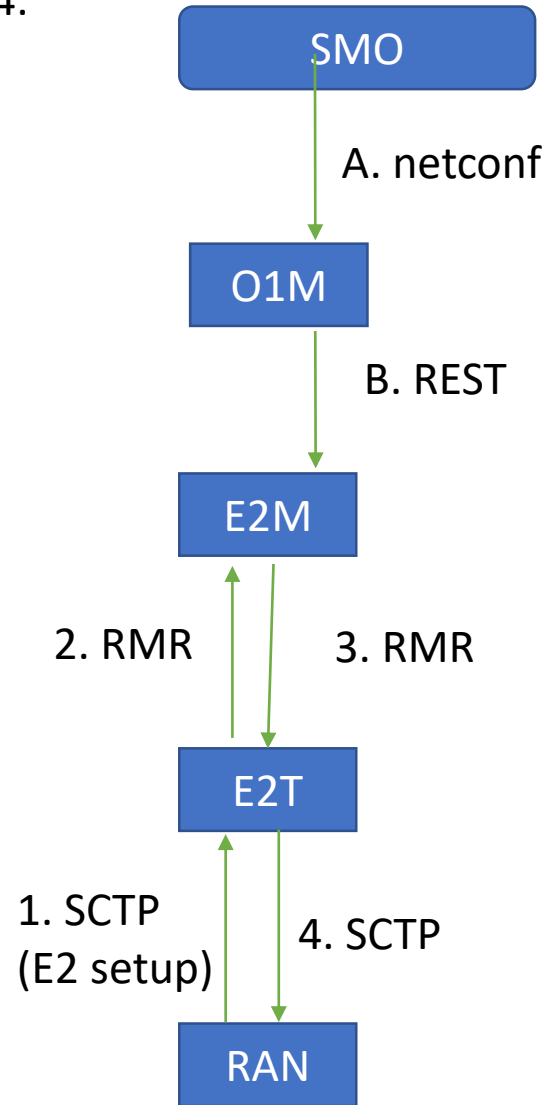 4.
SMO
A. netconf
O1M
B. REST
E2M
2. RMR
3. RMR
E2T
1. SCTP
(E2 setup)
4. SCTP
RAN